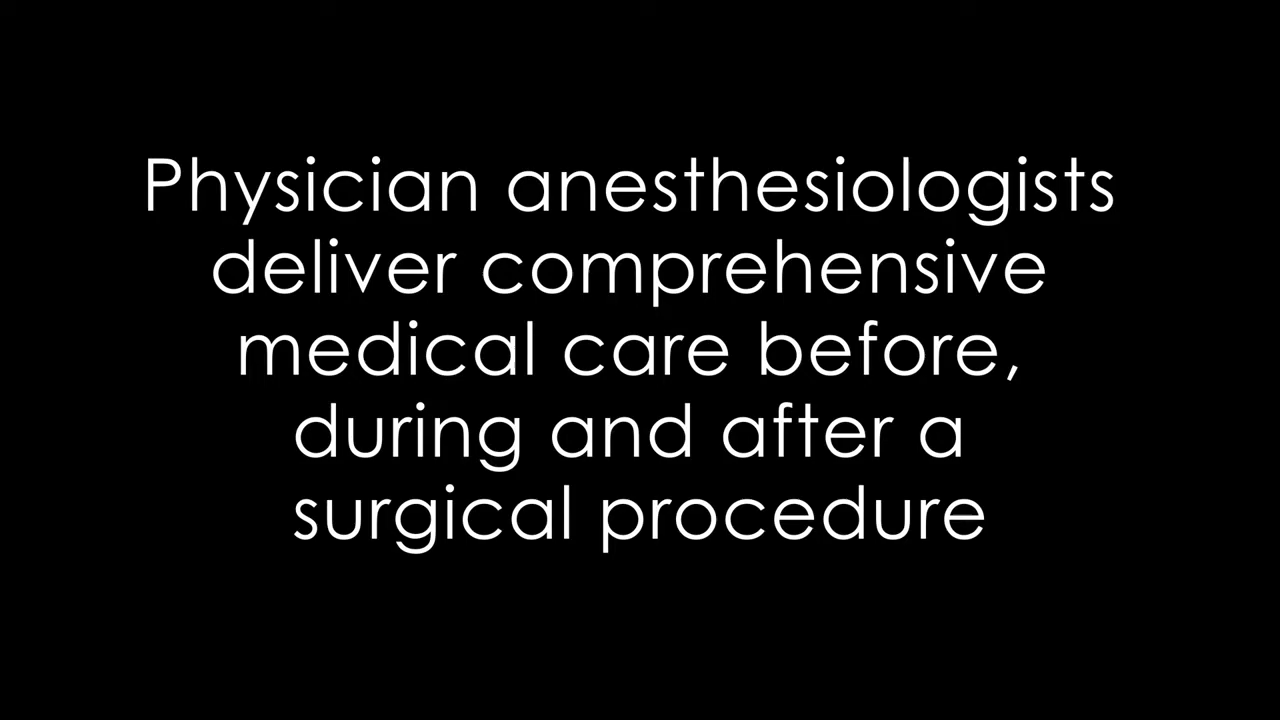 Physician anesthesiologists
deliver comprehensive
medical care before,
during and after a
surgical procedure